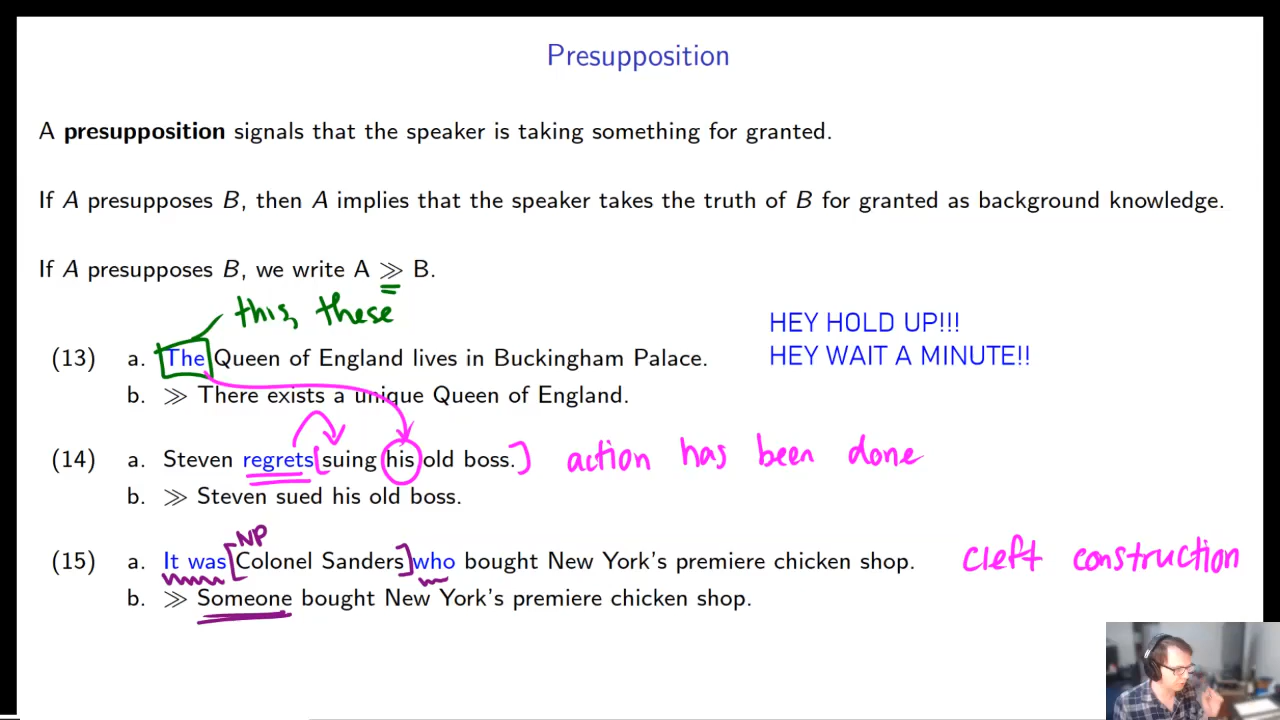 Presupposition
A presupposition signals that the speaker is taking something for granted.
If A presupposes B, then A implies that the speaker takes the truth of B for granted as background knowledge.
If A presupposes B, we write A ≫ B.
this, these
HEY HOLD UP!!!
HEY WAIT A MINUTE!!
(13) a. The Queen of England lives in Buckingham Palace.
b. ≫ There exists a unique Queen of England.
(14) a. Steven regrets [suing his old boss.] action has been done
b. ≫ Steven sued his old boss.
NP
(15) a. It was [Colonel Sanders] who bought New York's premiere chicken shop. cleft construction
b. ≫ Someone bought New York's premiere chicken shop.